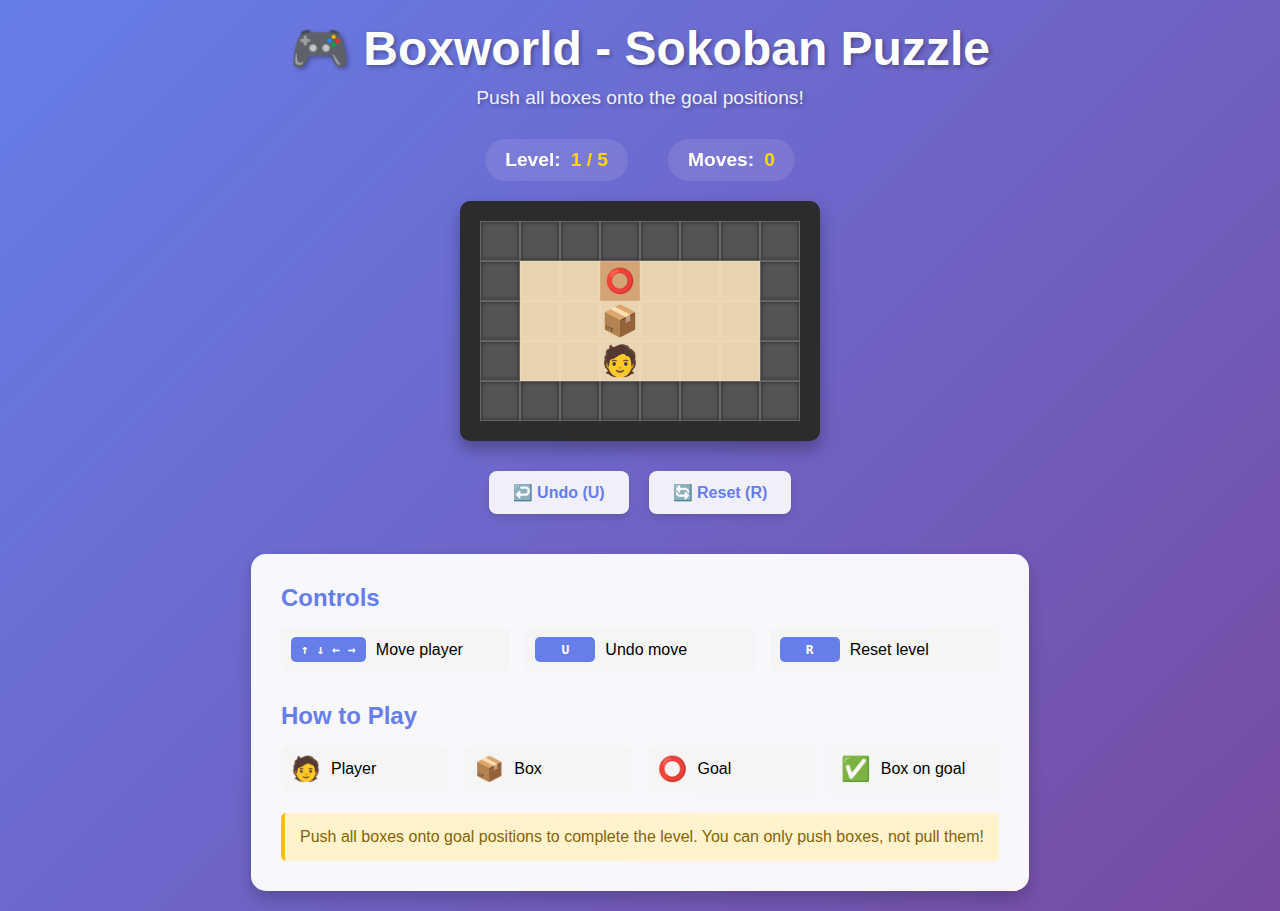 Boxworld - Sokoban Puzzle
Push all boxes onto the goal positions!
Level: 1 / 5 Moves: 0
Undo (U) Reset (R)
Controls
↑ ↓ ← → Move player U Undo move R Reset level
How to Play
Player Box Goal Box on goal
Push all boxes onto goal positions to complete the level. You can only push boxes, not pull them!